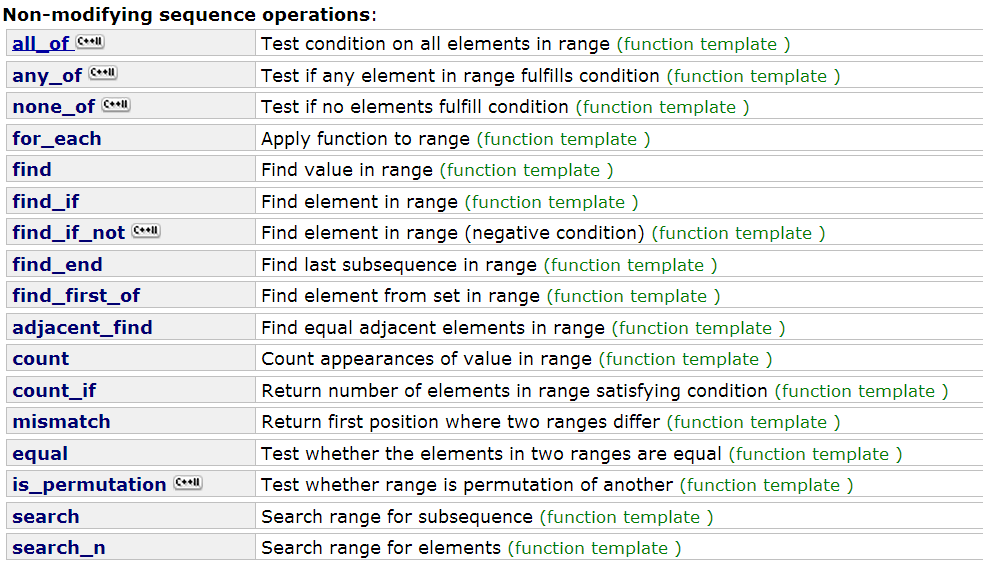 Non-modifying sequence operations:
all_of C++11 Test condition on all elements in range (function template )
any_of C++11 Test if any element in range fulfills condition (function template )
none_of C++11 Test if no elements fulfill condition (function template )
for_each Apply function to range (function template )
find Find value in range (function template )
find_if Find element in range (function template )
find_if_not C++11 Find element in range (negative condition) (function template )
find_end Find last subsequence in range (function template )
find_first_of Find element from set in range (function template )
adjacent_find Find equal adjacent elements in range (function template )
count Count appearances of value in range (function template )
count_if Return number of elements in range satisfying condition (function template )
mismatch Return first position where two ranges differ (function template )
equal Test whether the elements in two ranges are equal (function template )
is_permutation C++11 Test whether range is permutation of another (function template )
search Search range for subsequence (function template )
search_n Search range for elements (function template )